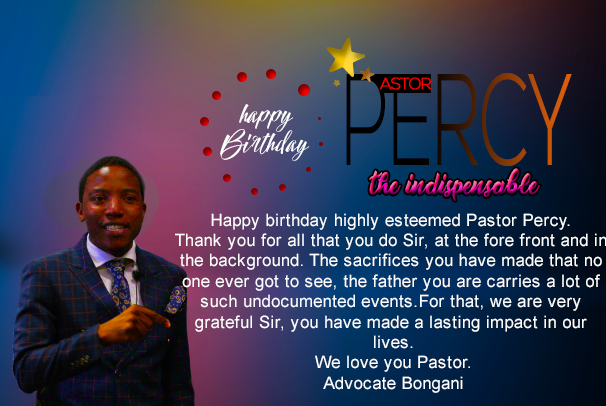 happy
Birthday
PASTOR
PERCY
the indispensable
Happy birthday highly esteemed Pastor Percy.
Thank you for all that you do Sir, at the fore front and in
the background. The sacrifices you have made that no
one ever got to see, the father you are carries a lot of
such undocumented events.For that, we are very
grateful Sir, you have made a lasting impact in our
lives.
We love you Pastor.
Advocate Bongani